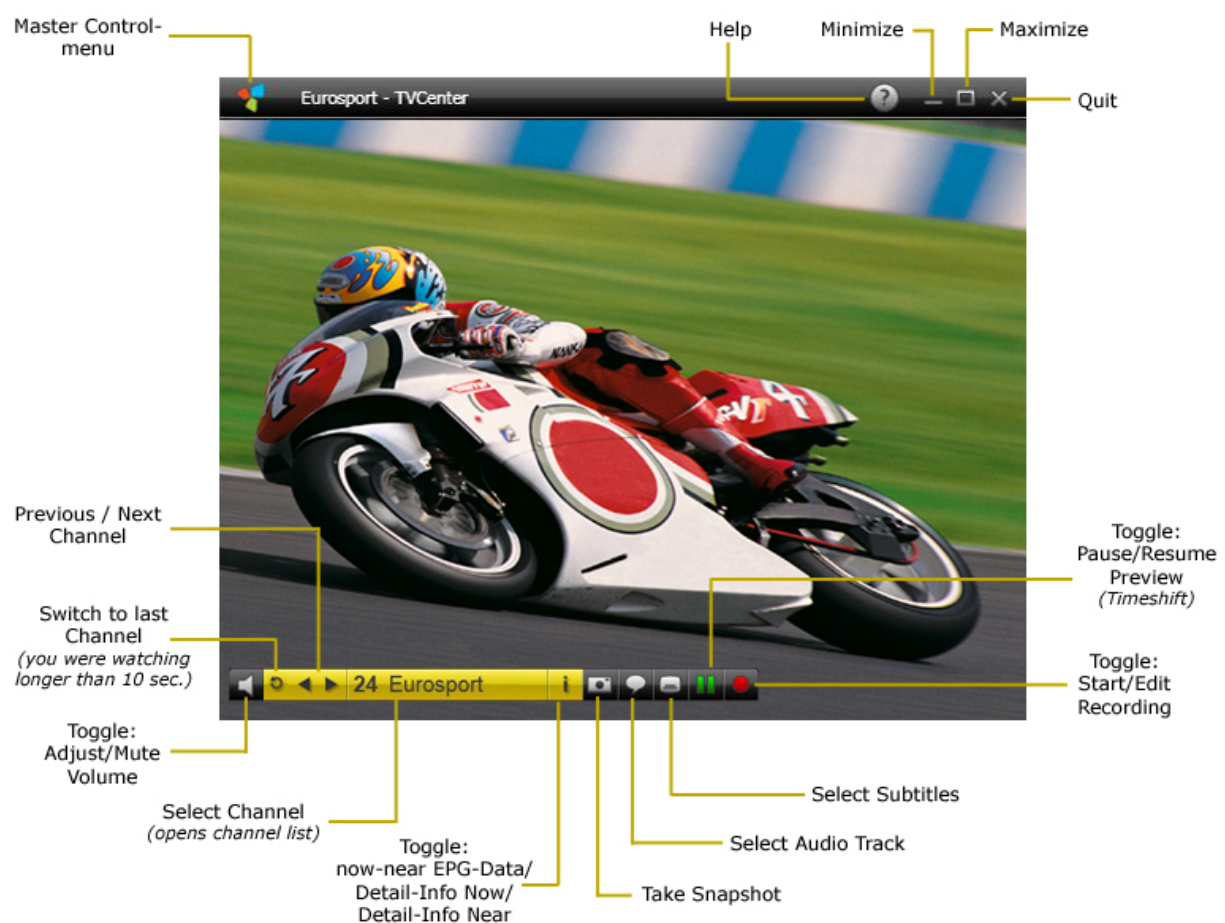 Master Control-
menu
Help
Minimize
Maximize
Quit
?
Eurosport - TVCenter
4
Previous / Next
Channel
Switch to last
Channel
(you were watching
longer than 10 sec.)
Toggle:
Pause/Resume
Preview
(Timeshift)
Toggle:
Start/Edit
Recording
24 Eurosport
i
Toggle:
Adjust/Mute
Volume
Select Channel
(opens channel list)
Toggle:
now-near EPG-Data/
Detail-Info Now/
Detail-Info Near
Select Subtitles
Select Audio Track
Take Snapshot